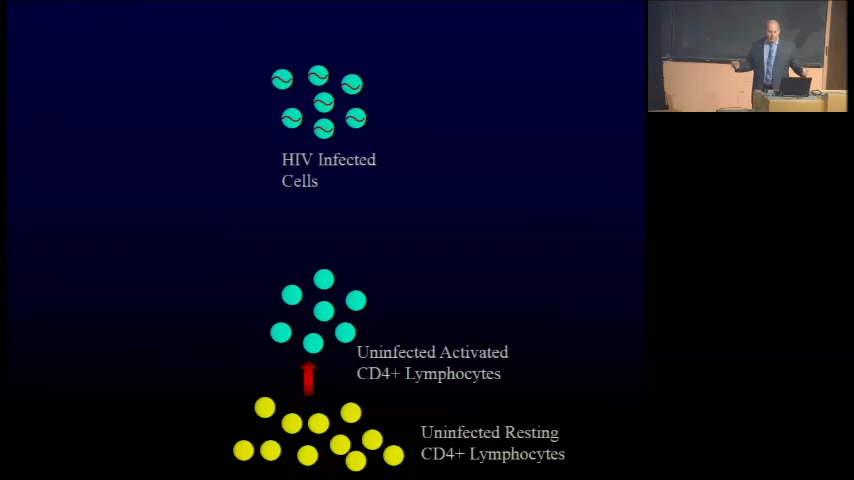 HIV Infected
Cells
Uninfected Activated
CD4+ Lymphocytes
Uninfected Resting
CD4+ Lymphocytes